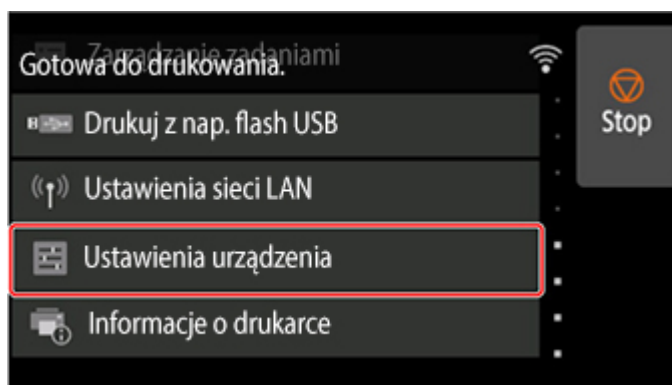 Zarządzanie zadaniami
Gotowa do drukowania.
Drukuj z nap. flash USB
Stop
Ustawienia sieci LAN
Ustawienia urządzenia
Informacje o drukarce